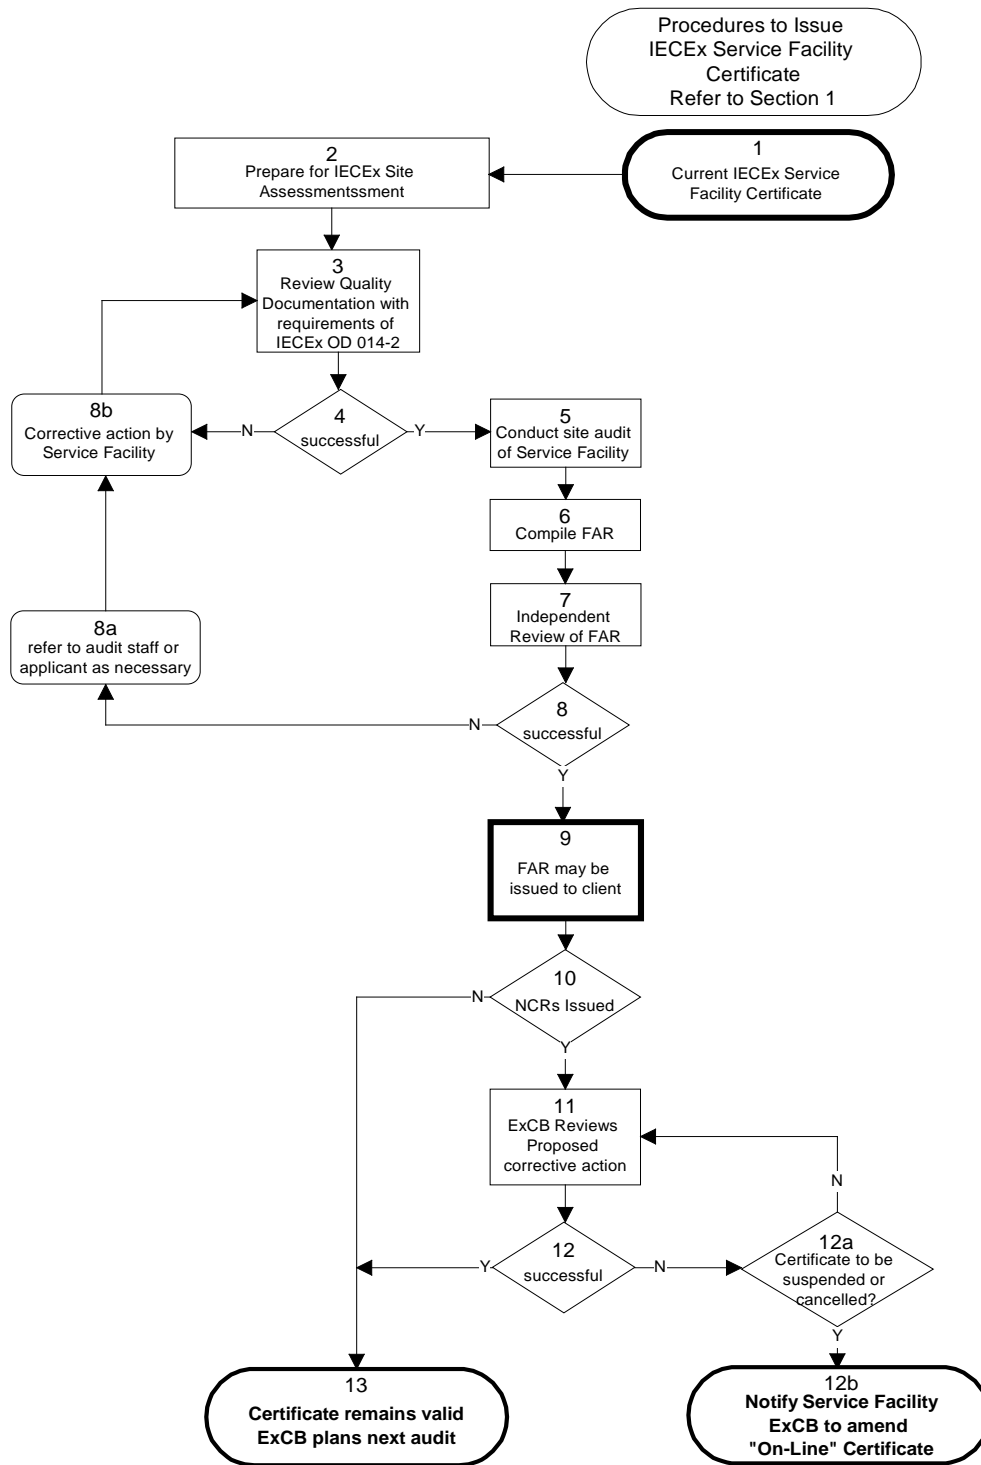 Procedures to Issue
IECEx Service Facility
Certificate
Refer to Section 1
1
Current IECEx Service
Facility Certificate
2
Prepare for IECEx Site
Assessmentssment
3
Review Quality
Documentation with
requirements of
IECEx OD 014-2
4
successful
N
Y
8b
Corrective action by
Service Facility
5
Conduct site audit
of Service Facility
6
Compile FAR
7
Independent
Review of FAR
8a
refer to audit staff or
applicant as necessary
8
successful
N
Y
9
FAR may be
issued to client
10
NCRs Issued
N
Y
11
ExCB Reviews
Proposed
corrective action
N
12
successful
Y
N
12a
Certificate to be
suspended or
cancelled?
Y
13
Certificate remains valid
ExCB plans next audit
12b
Notify Service Facility
ExCB to amend
"On-Line" Certificate